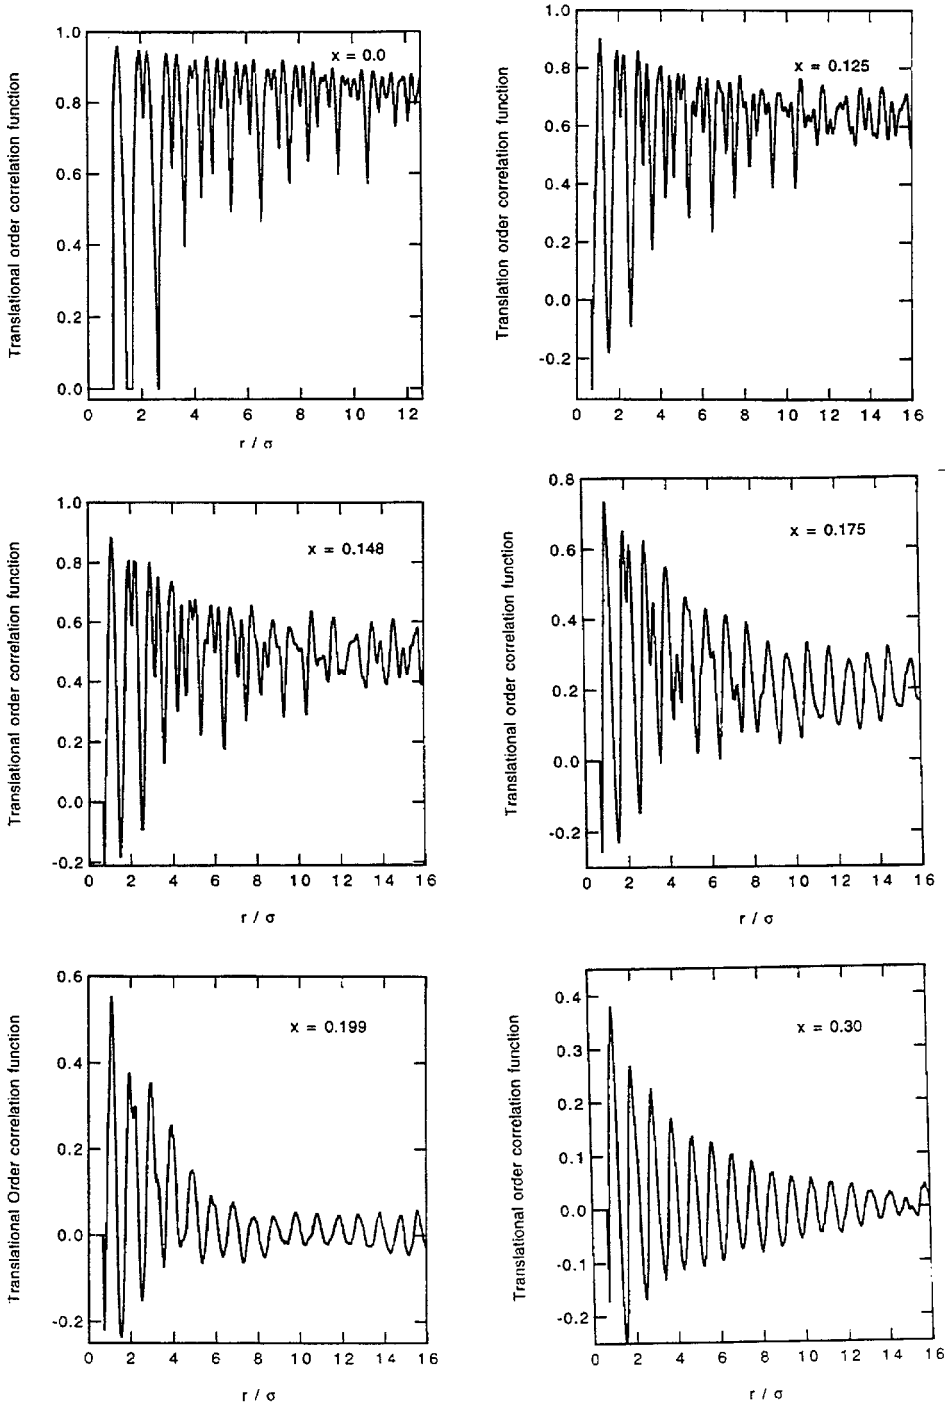 Translational order correlation function
1.0
0.8
0.6
0.4
0.2
0.0
x = 0.0
0 2 4 6 8 10 12
r / σ
Translation order correlation function
1.0
0.8
0.6
0.4
0.2
0.0
-0.2
x = 0.125
0 2 4 6 8 10 12 14 16
r / σ
Translational order correlation function
1.0
0.8
0.6
0.4
0.2
0.0
-0.2
x = 0.148
0 2 4 6 8 10 12 14 16
r / σ
Translational order correlation function
0.8
0.6
0.4
0.2
0.0
-0.2
x = 0.175
0 2 4 6 8 10 12 14 16
r / σ
Translational Order correlation function
0.6
0.4
0.2
0.0
-0.2
x = 0.199
0 2 4 6 8 10 12 14 16
r / σ
Translational order correlation function
0.4
0.3
0.2
0.1
0.0
-0.1
-0.2
x = 0.30
0 2 4 6 8 10 12 14 16
r / σ